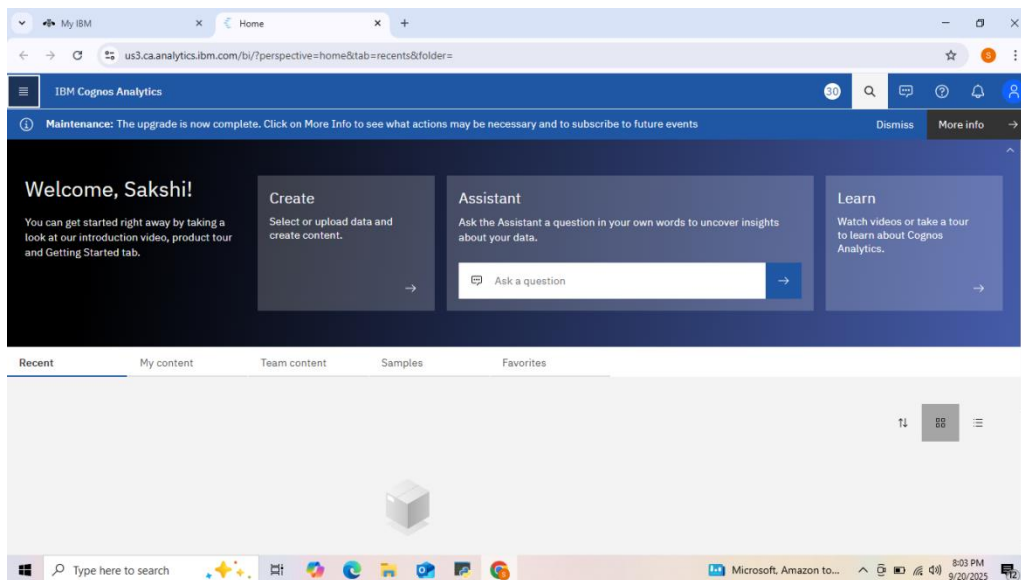 My IBM
Home
us3.ca.analytics.ibm.com/bi/?perspective=home&tab=recents&folder=
S
IBM Cognos Analytics
30
Maintenance: The upgrade is now complete. Click on More Info to see what actions may be necessary and to subscribe to future events
Dismiss
More info
Welcome, Sakshi!
You can get started right away by taking a
look at our introduction video, product tour
and Getting Started tab.
Create
Select or upload data and
create content.
Assistant
Ask the Assistant a question in your own words to uncover insights
about your data.
Ask a question
Learn
Watch videos or take a tour
to learn about Cognos
Analytics.
Recent
My content
Team content
Samples
Favorites
Type here to search
Microsoft, Amazon to...
8:03 PM
9/20/2025
12